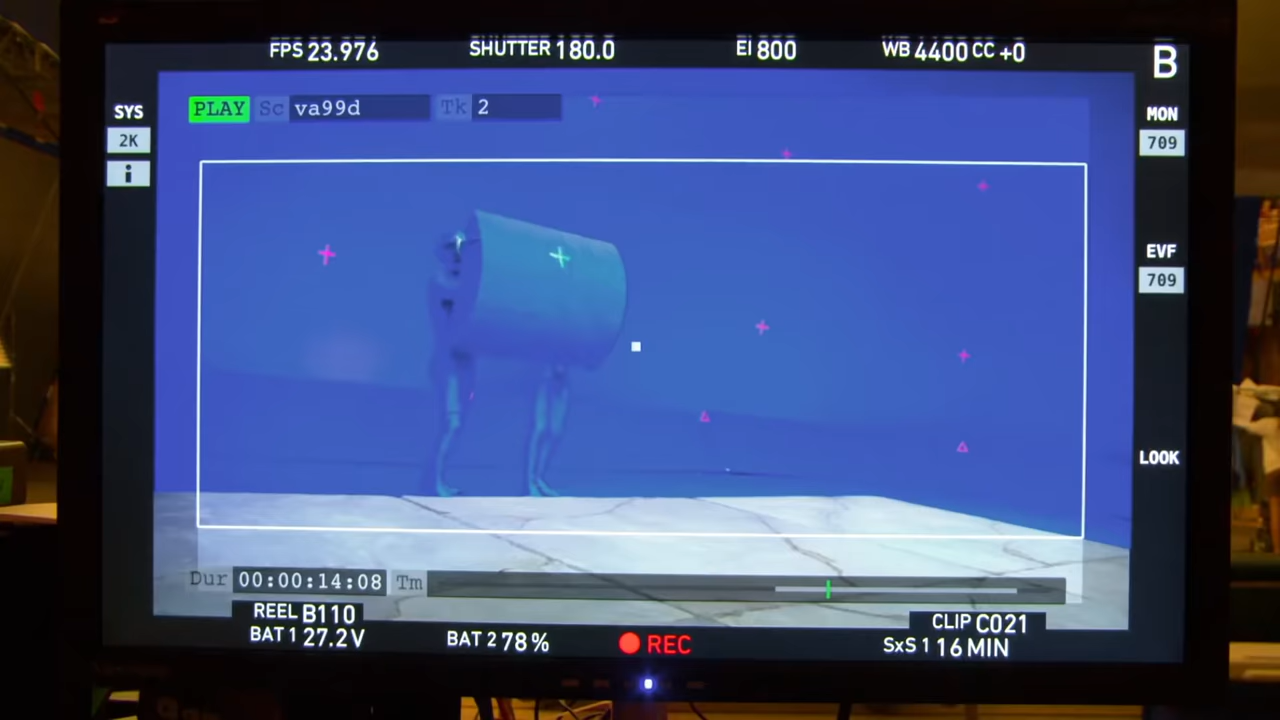 FPS 23.976 SHUTTER 180.0 EI 800 WB 4400 CC +0
B
SYS
2K
i
PLAY Sc va99d Tk 2
MON
709
EVF
709
LOOK
Dur 00:00:14:08 Tm
REEL B110
BAT 1 27.2V
BAT 2 78%
REC
CLIP C021
SxS 1 16 MIN